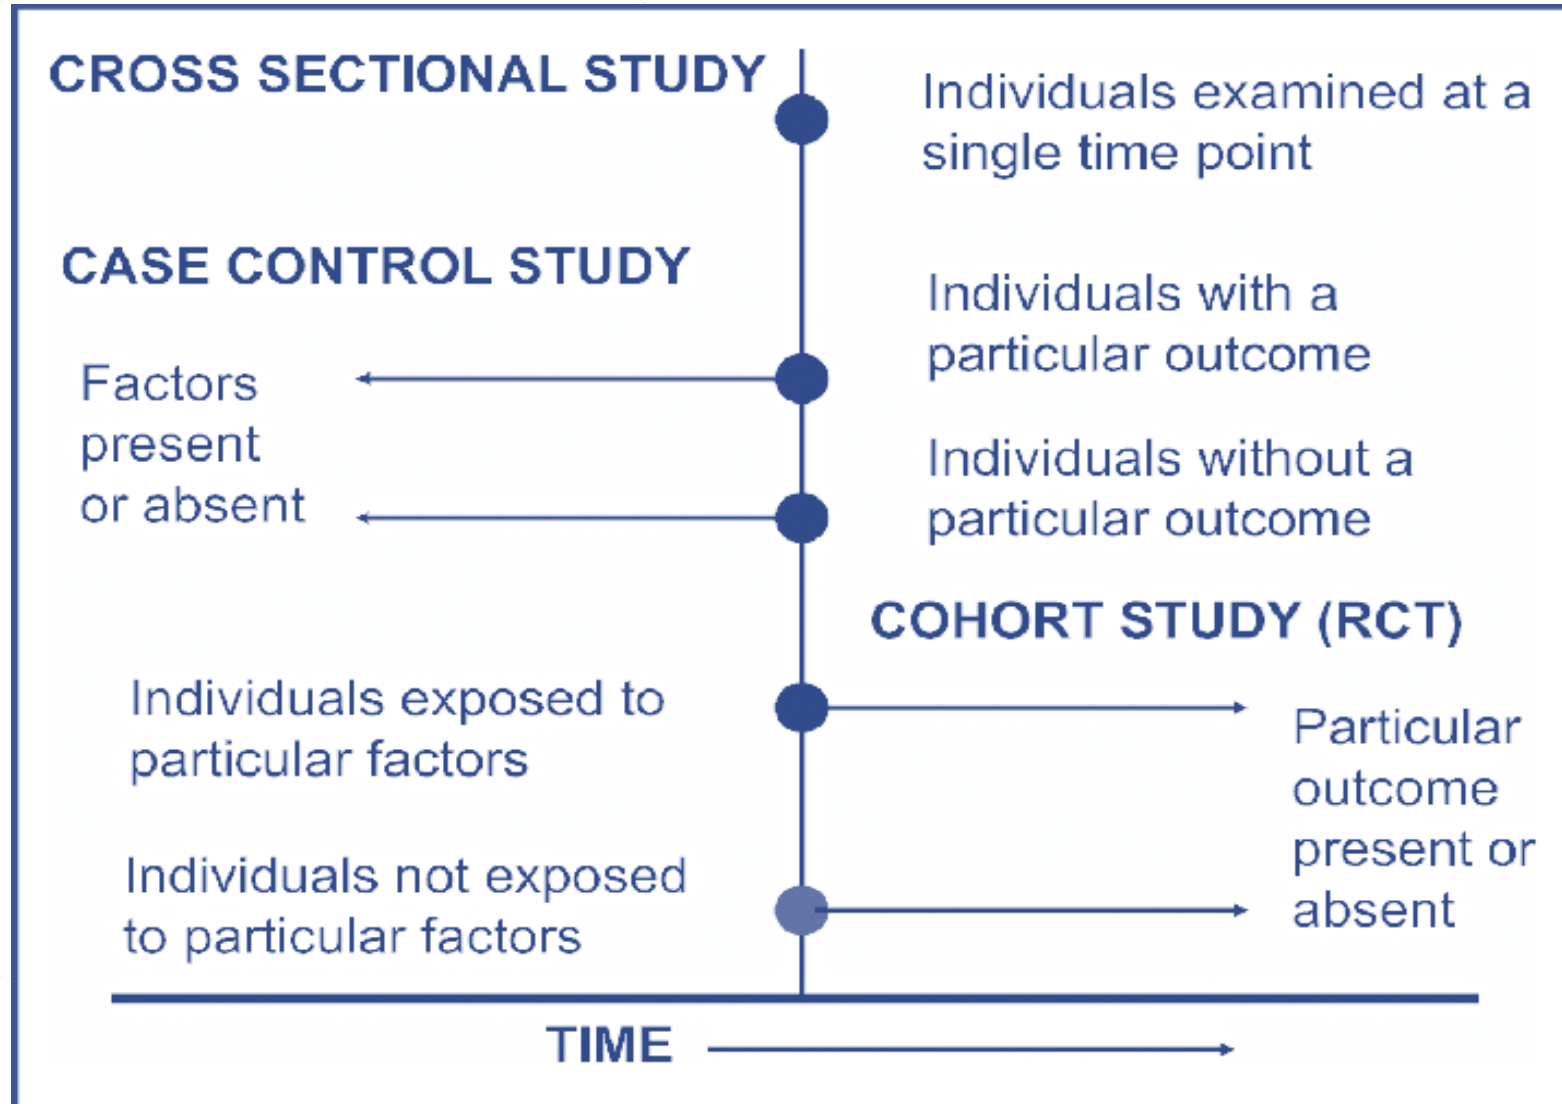 CROSS SECTIONAL STUDY
Individuals examined at a
single time point
CASE CONTROL STUDY
Individuals with a
particular outcome
Factors
present
or absent
Individuals without a
particular outcome
COHORT STUDY (RCT)
Individuals exposed to
particular factors
Particular
outcome
present or
absent
Individuals not exposed
to particular factors
TIME